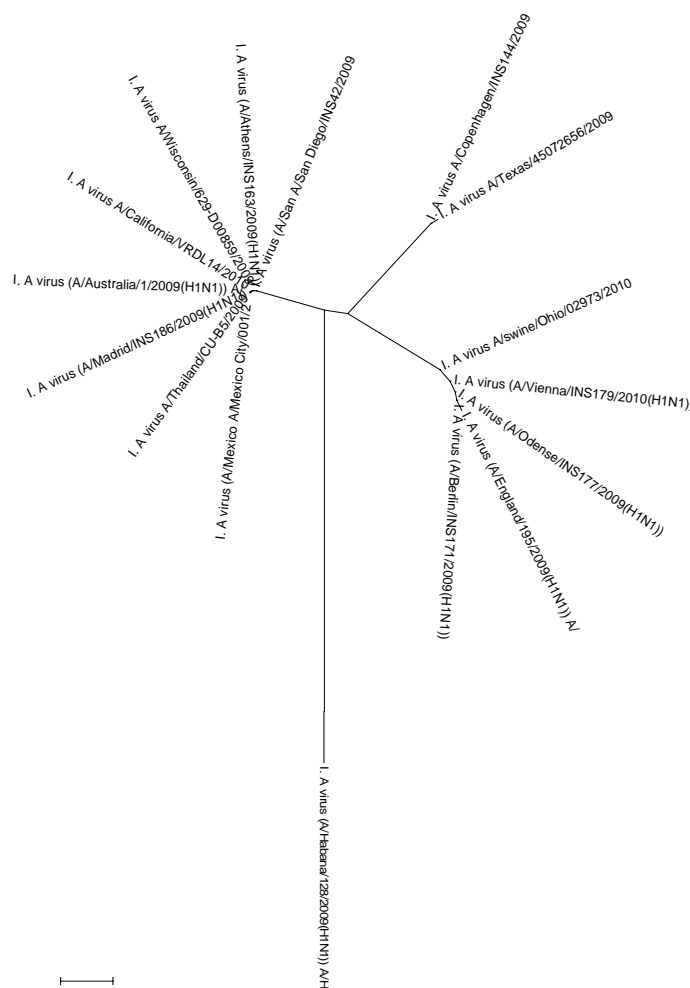 I. A virus A/Copenhagen/INS144/2009
I. A virus A/Texas/45072656/2009
I. A virus (A/San A/San Diego/INS42/2009
I. A virus (A/Athens/INS163/2009(H1N1)
I. A virus A/Wisconsin/629-D00859/200
I. A virus A/California/VRDL14/20
I. A virus (A/Australia/1/2009(H1N1))
I. A virus (A/Madrid/INS186/2009(H1N1)
I. A virus A/Thailand/CU-B5/2009
I. A virus (A/Mexico A/Mexico City/001/2
I. A virus A/swine/Ohio/02973/2010
I. A virus (A/Vienna/INS179/2010(H1N1)
I. A virus (A/Odense/INS177/2009(H1N1))
I. A virus (A/England/195/2009(H1N1)) A/
I. A virus (A/Berlin/INS171/2009(H1N1))
I. A virus (A/Habana/128/2009(H1N1)) A/H